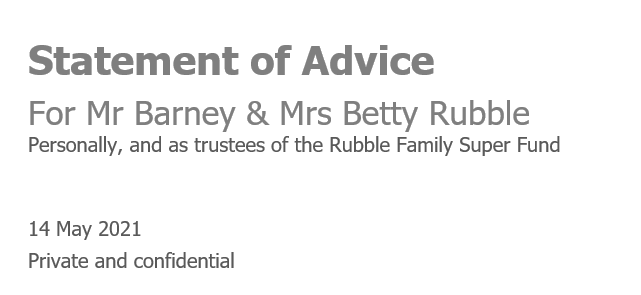 Statement of Advice
For Mr Barney & Mrs Betty Rubble
Personally, and as trustees of the Rubble Family Super Fund
14 May 2021
Private and confidential